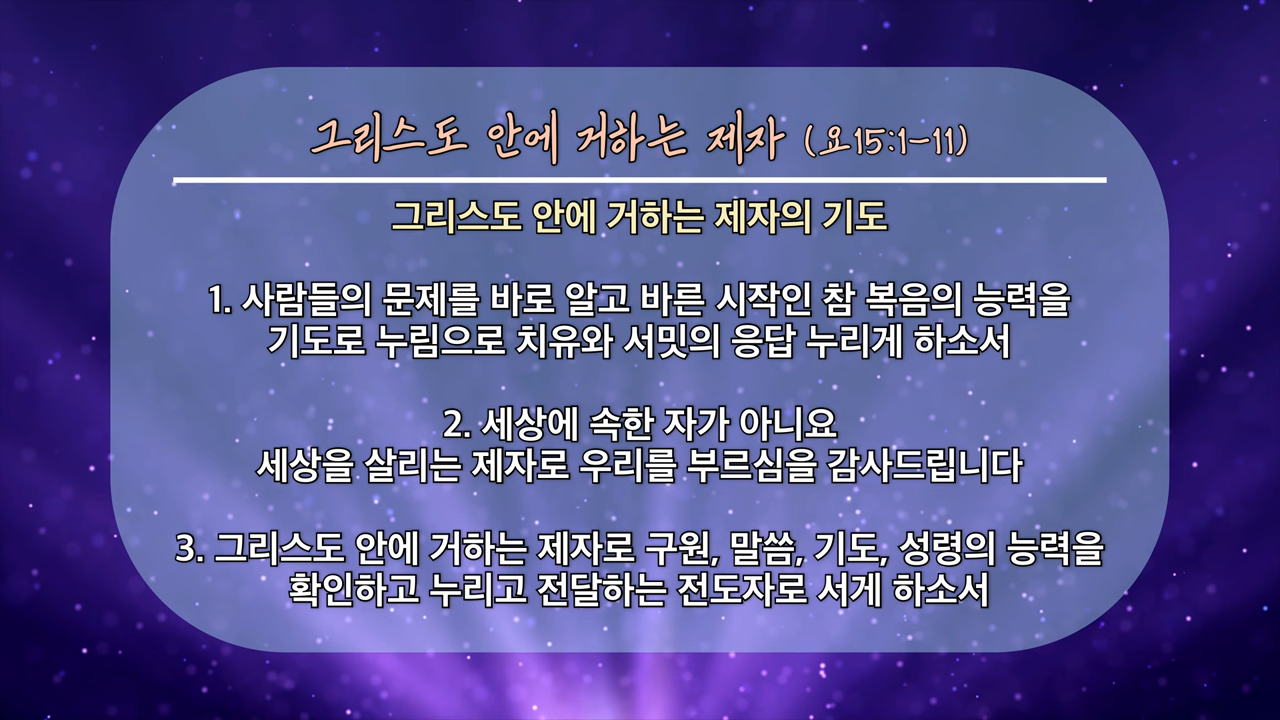 그리스도 안에 거하는 제자 (요15:1-11)
그리스도 안에 거하는 제자의 기도
1. 사람들의 문제를 바로 알고 바른 시작인 참 복음의 능력을
기도로 누림으로 치유와 서밋의 응답 누리게 하소서
2. 세상에 속한 자가 아니요
세상을 살리는 제자로 우리를 부르심을 감사드립니다
3. 그리스도 안에 거하는 제자로 구원, 말씀, 기도, 성령의 능력을
확인하고 누리고 전달하는 전도자로 서게 하소서